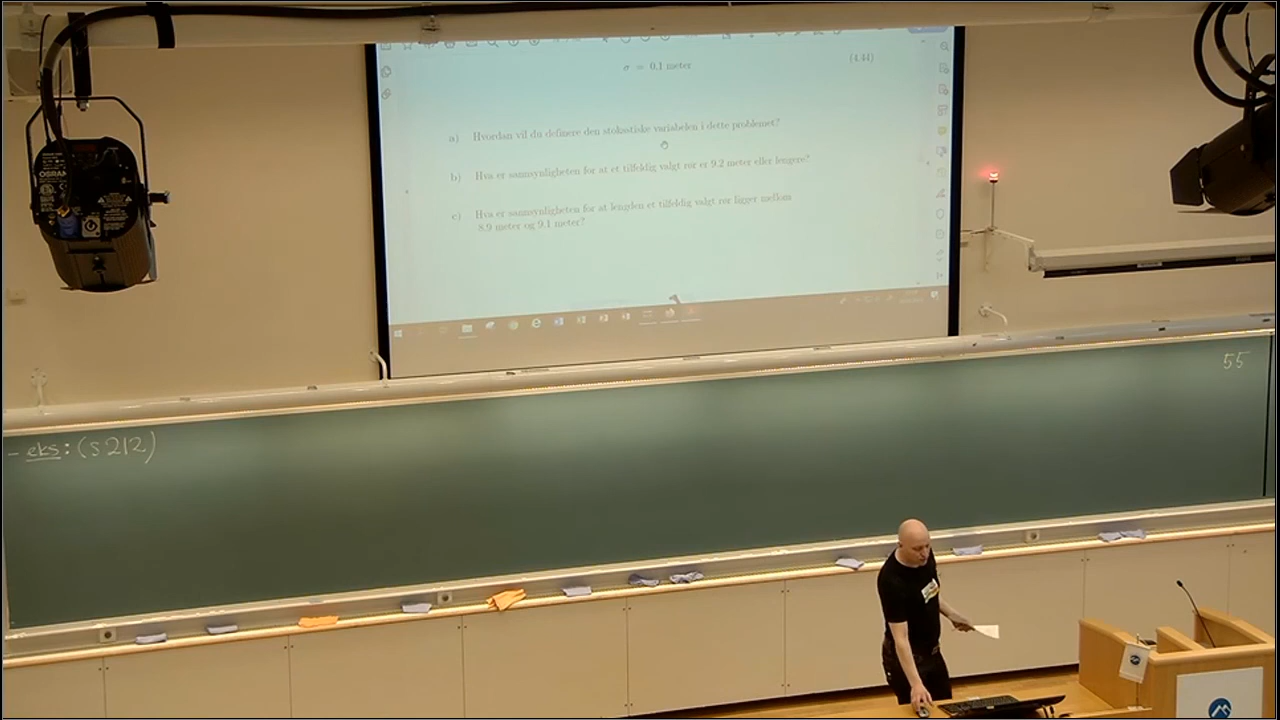 σ = 0.1 meter (4.44)
a) Hvordan vil du definere den stokastiske variabelen i dette problemet?
b) Hva er sannsynligheten for at et tilfeldig valgt rør er 9.2 meter eller lengere?
c) Hva er sannsynligheten for at lengden et tilfeldig valgt rør ligger mellom
8.9 meter og 9.1 meter?
55
- eks: (s 212)
OSRAM